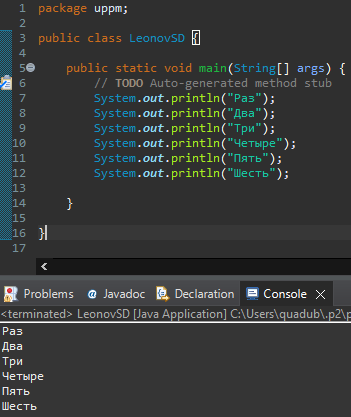 1 package uppm;
2
3 public class LeonovSD {
4
5 public static void main(String[] args) {
6 // TODO Auto-generated method stub
7 System.out.println("Раз");
8 System.out.println("Два");
9 System.out.println("Три");
10 System.out.println("Четыре");
11 System.out.println("Пять");
12 System.out.println("Шесть");
13
14 }
15
16 }
17
Problems Javadoc Declaration Console
<terminated> LeonovSD [Java Application] C:\Users\quadub\.p2\p
Раз
Два
Три
Четыре
Пять
Шесть